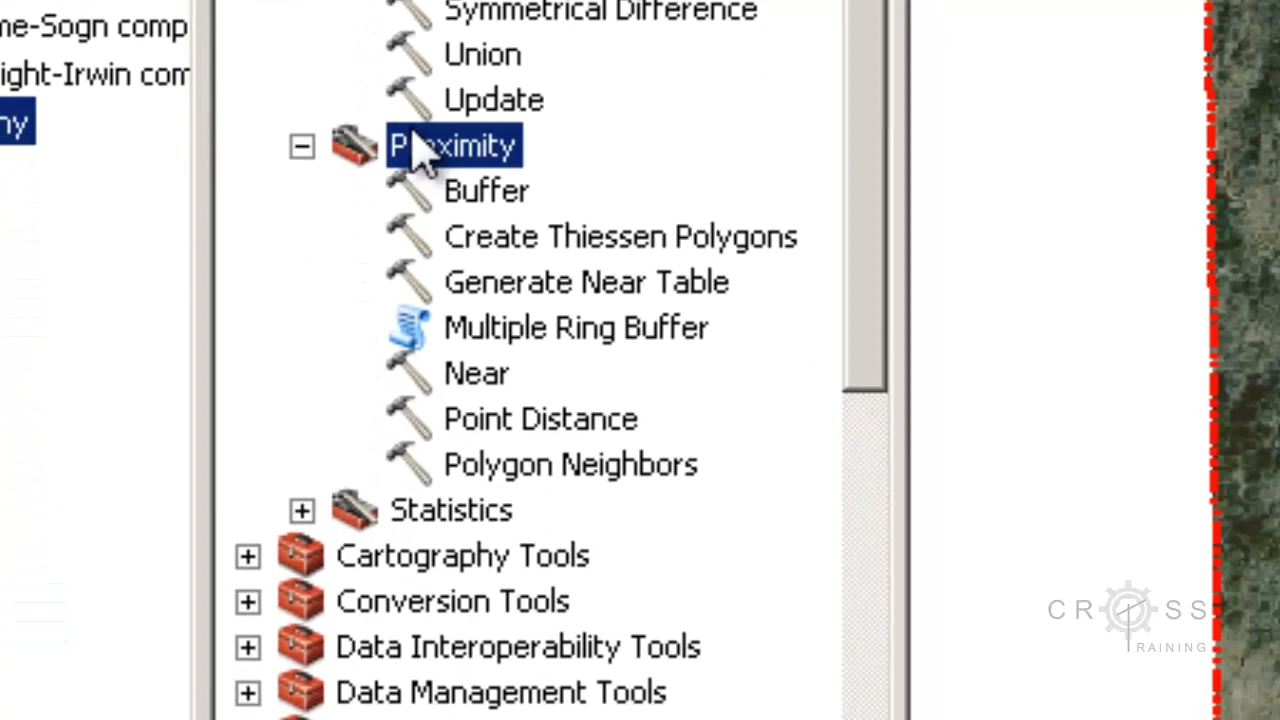 me-Sogn comp
ight-Irwin com
ny
Symmetrical Difference
Union
Update
Proximity
Buffer
Create Thiessen Polygons
Generate Near Table
Multiple Ring Buffer
Near
Point Distance
Polygon Neighbors
Statistics
Cartography Tools
Conversion Tools
Data Interoperability Tools
Data Management Tools
CROSS
TRAINING